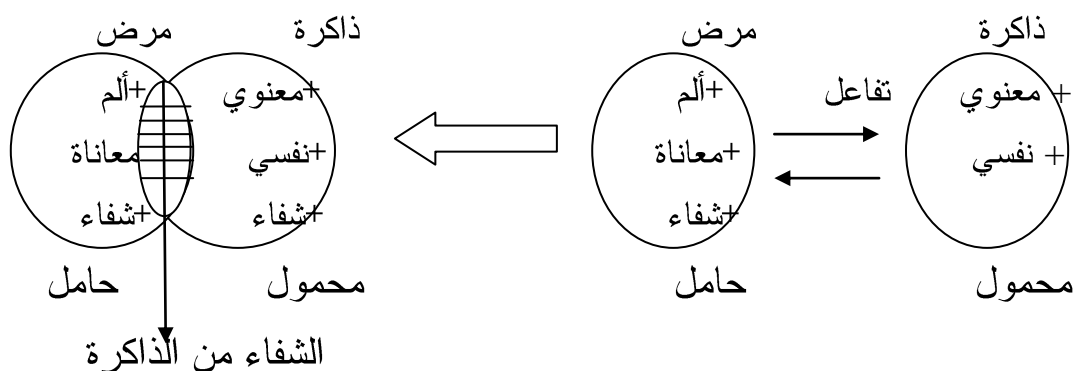 ذاكرة
+ معنوي
+ نفسي
محمول
تفاعل
مرض
+ألم
+معاناة
+شفاء
حامل
ذاكرة
+معنوي
+نفسي
+شفاء
محمول
مرض
+ألم
معاناة
+شفاء
حامل
الشفاء من الذاكرة